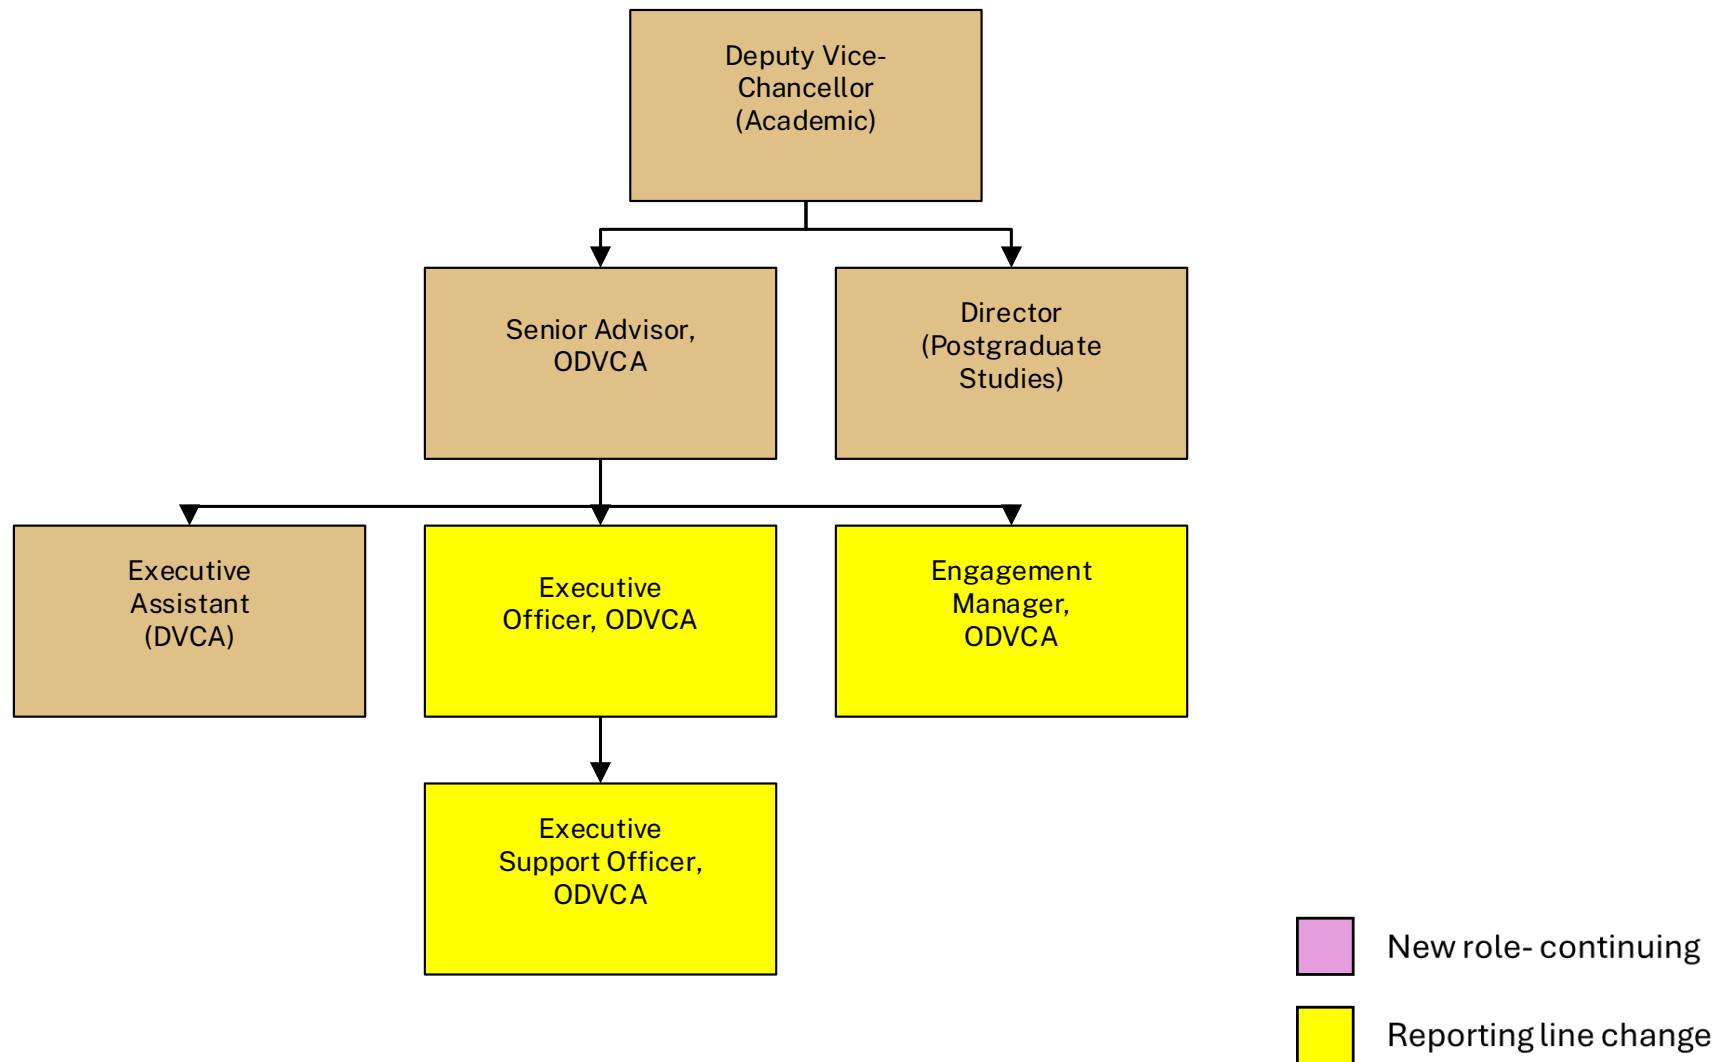 Deputy Vice-
Chancellor
(Academic)
Senior Advisor,
ODVCA
Director
(Postgraduate
Studies)
Executive
Assistant
(DVCA)
Executive
Officer, ODVCA
Engagement
Manager,
ODVCA
Executive
Support Officer,
ODVCA
New role- continuing
Reporting line change